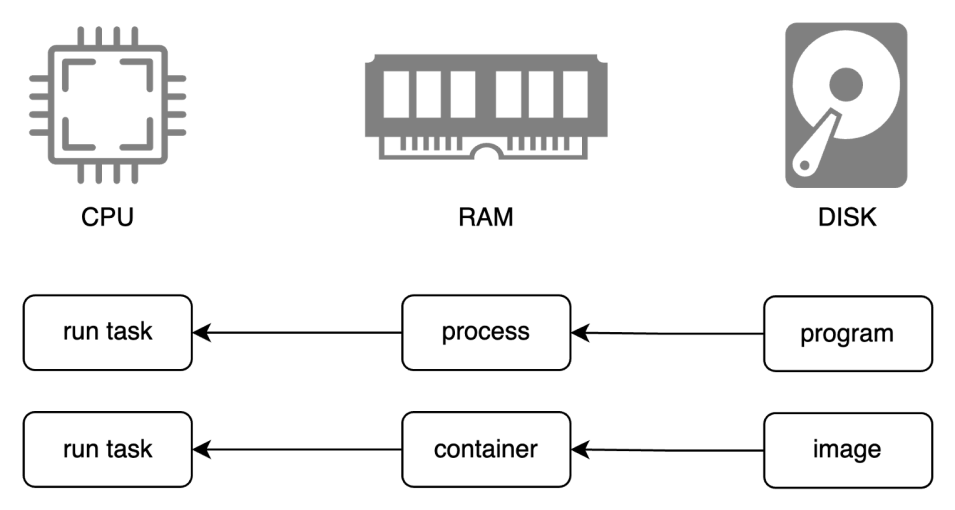 CPU
RAM
DISK
run task
process
program
run task
container
image